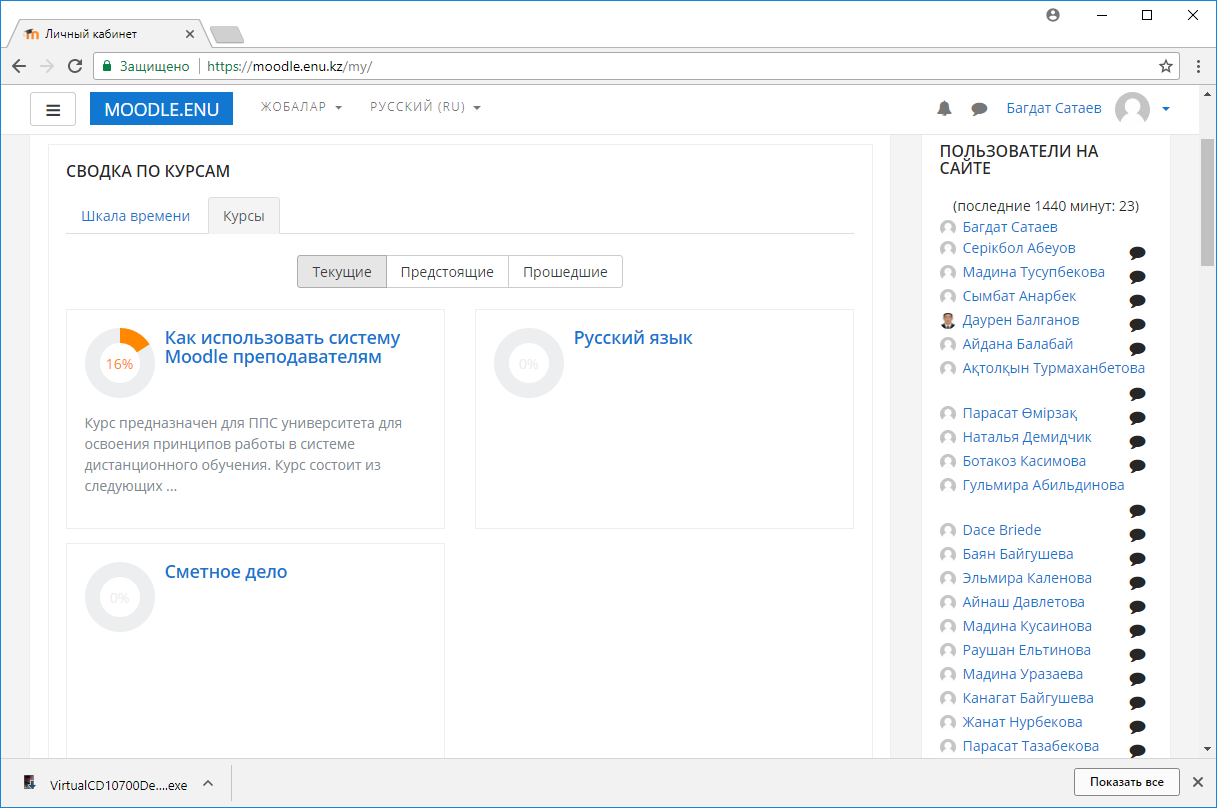 Личный кабинет
Защищено https://moodle.enu.kz/my/
MOODLE.ENU
ЖОБАЛАР
РУССКИЙ (RU)
Багдат Сатаев
СВОДКА ПО КУРСАМ
Шкала времени
Курсы
Текущие
Предстоящие
Прошедшие
16%
Как использовать систему
Moodle преподавателям
Курс предназначен для ППС университета для
освоения принципов работы в системе
дистанционного обучения. Курс состоит из
следующих ...
0%
Русский язык
0%
Сметное дело
ПОЛЬЗОВАТЕЛИ НА
САЙТЕ
(последние 1440 минут: 23)
Багдат Сатаев
Серікбол Абеуов
Мадина Тусупбекова
Сымбат Анарбек
Даурен Балганов
Айдана Балабай
Ақтолқын Турмаханбетова
Парасат Өмірзақ
Наталья Демидчик
Ботакоз Касимова
Гульмира Абильдинова
Dace Briede
Баян Байгушева
Эльмира Каленова
Айнаш Давлетова
Мадина Кусаинова
Раушан Ельтинова
Мадина Уразаева
Канагат Байгушева
Жанат Нурбекова
Парасат Тазабекова
VirtualCD10700De....exe
Показать все